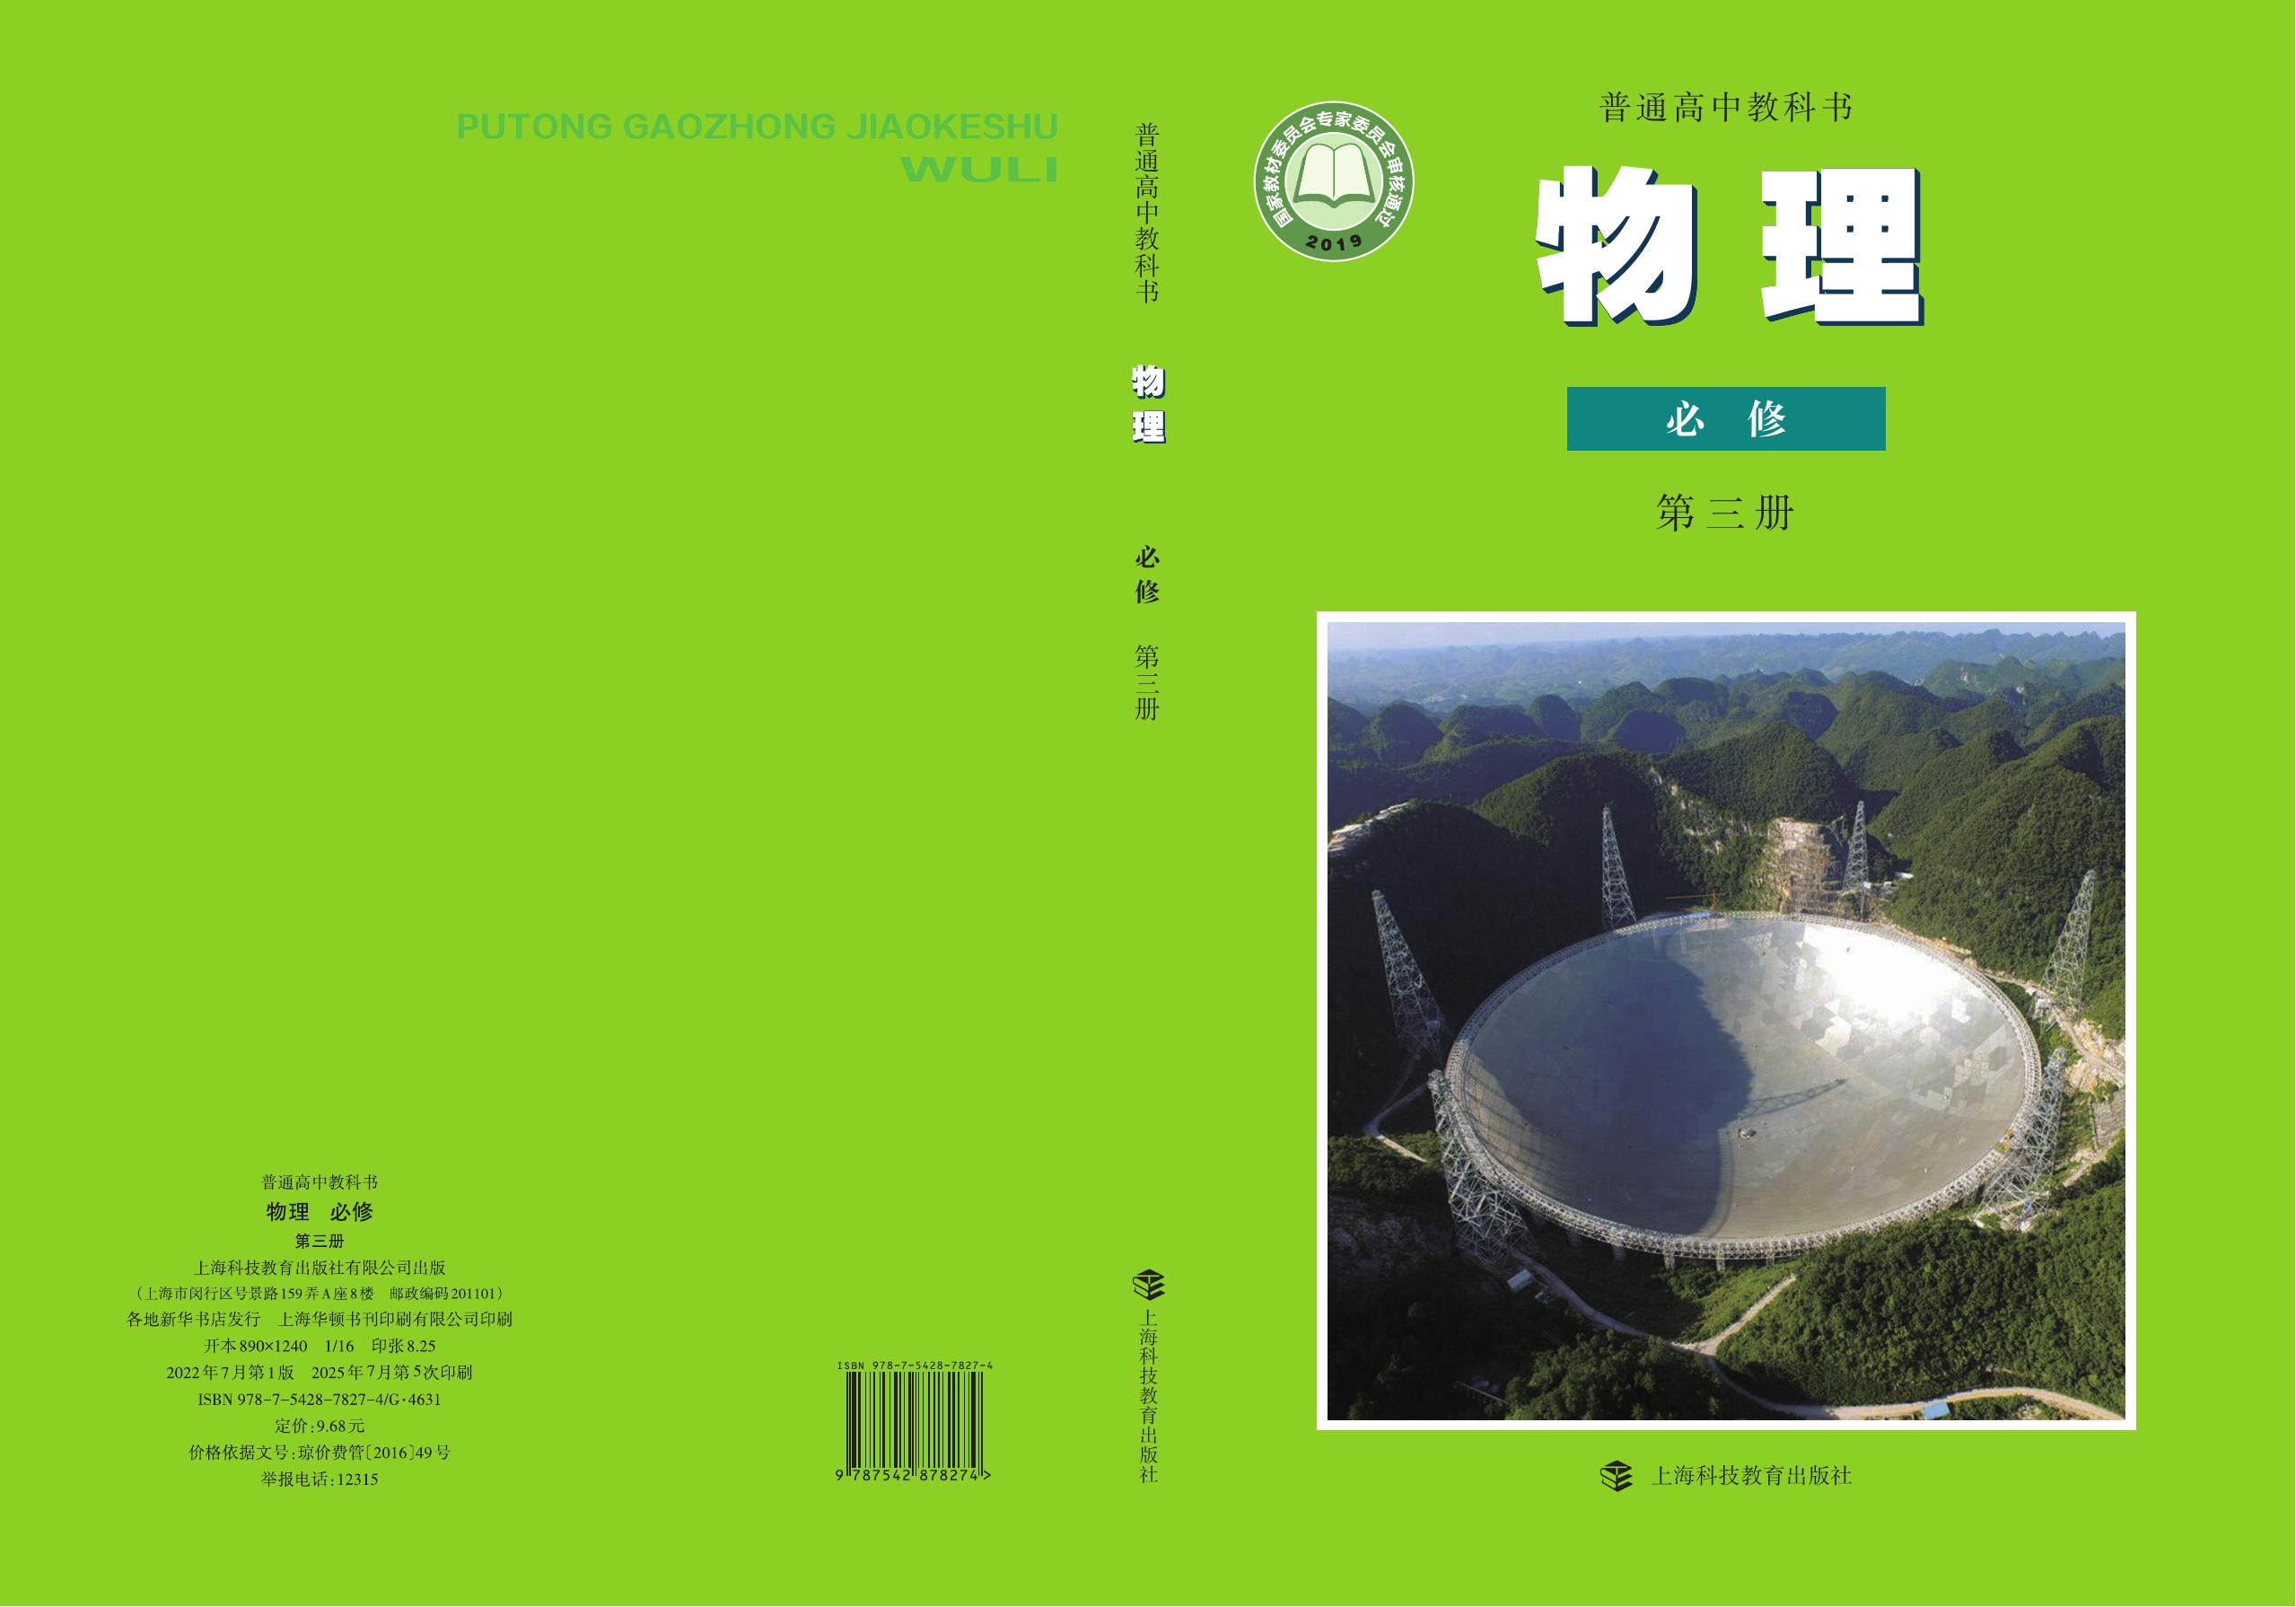 PUTONG GAOZHONG JIAOKESHU
WULI
普通高中教科书
物理 必修
第三册
上海科技教育出版社有限公司出版
（上海市闵行区号景路159弄A座8楼 邮政编码201101）
各地新华书店发行 上海华顿书刊印刷有限公司印刷
开本890×1240 1/16 印张8.25
2022年7月第1版 2025年7月第5次印刷
ISBN 978-7-5428-7827-4/G·4631
定价:9.68元
价格依据文号:琼价费管〔2016〕49号
举报电话:12315
ISBN 978-7-5428-7827-4
9 787542 878274 >
普通高中教科书
物理
必修
第三册
上海科技教育出版社
国家教材委员会专家委员会审核通过
2019
普通高中教科书
物理
必修
第三册
上海科技教育出版社